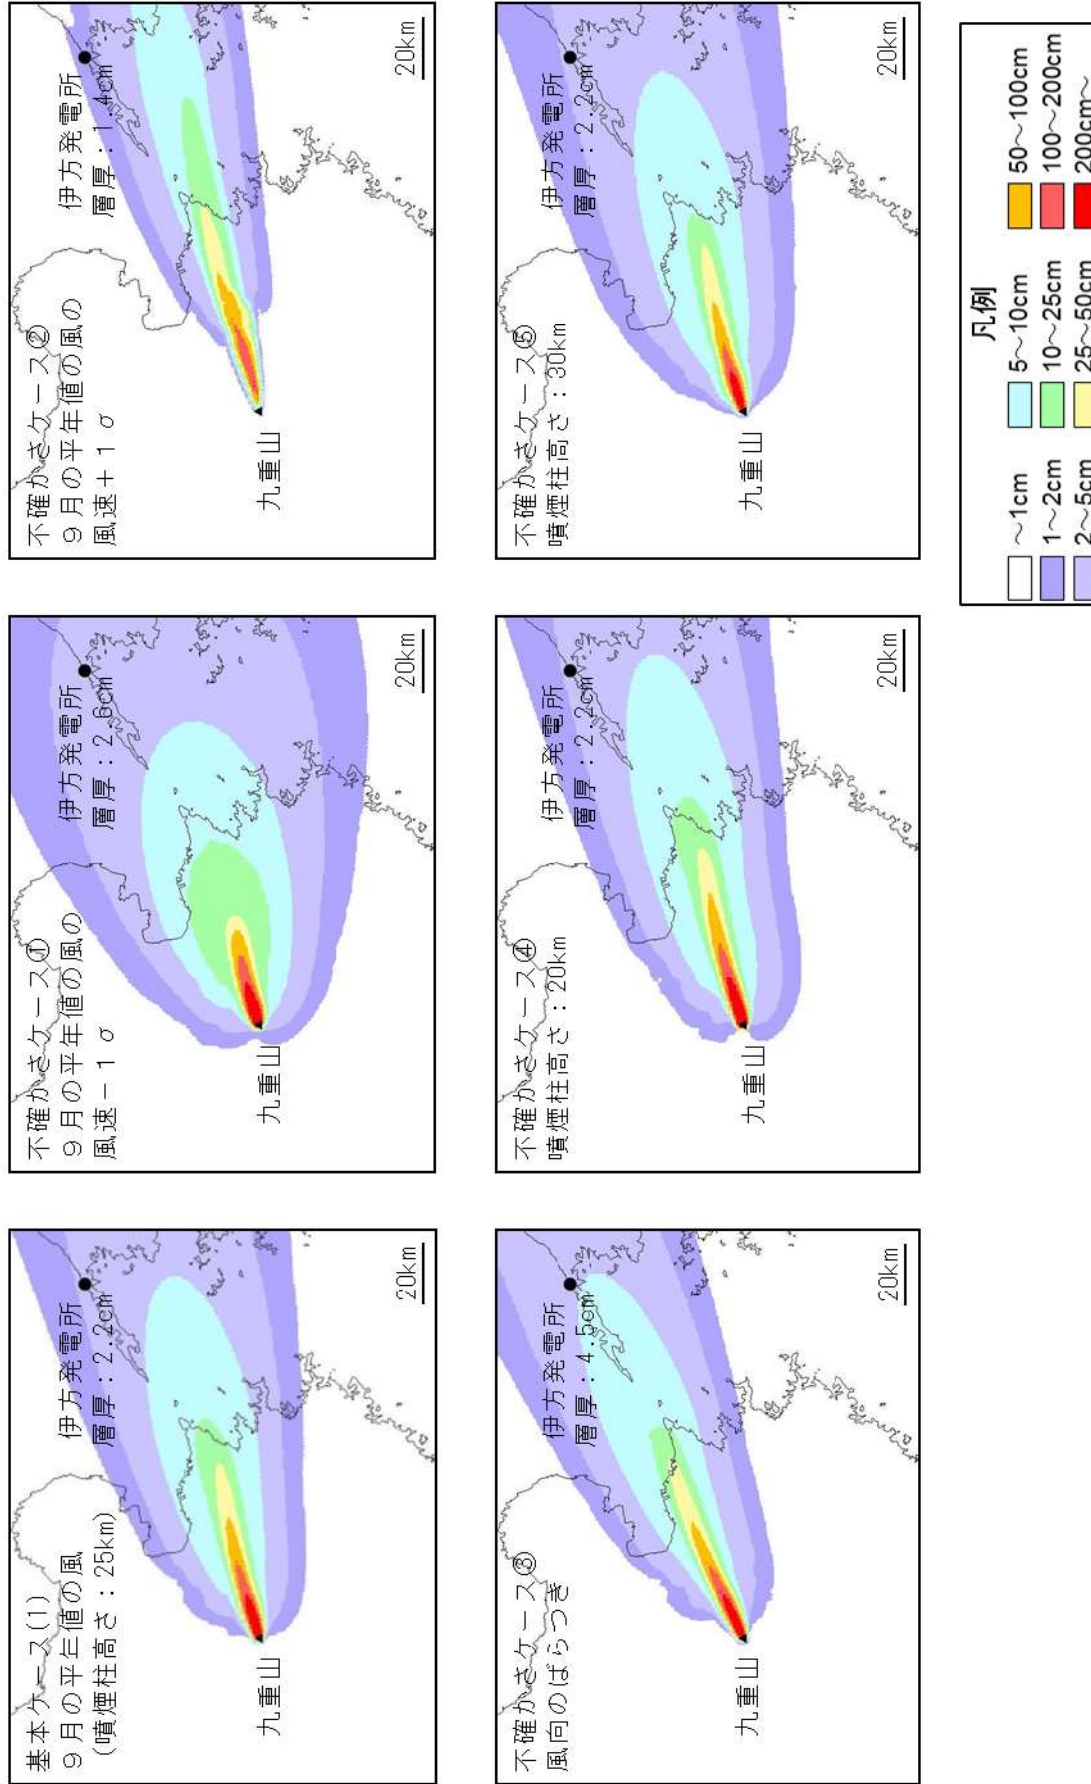 基本ケース(1)
9月の平年値の風
(噴煙柱高さ：25km)
伊方発電所
層厚：2.2cm
九重山
20km
不確かさケース①
9月の平年値の風の
風速－1σ
伊方発電所
層厚：2.6cm
九重山
20km
不確かさケース②
9月の平年値の風の
風速＋1σ
伊方発電所
層厚：1.4cm
九重山
20km
不確かさケース③
風向のばらつき
伊方発電所
層厚：4.5cm
九重山
20km
不確かさケース④
噴煙柱高さ：20km
伊方発電所
層厚：2.2cm
九重山
20km
不確かさケース⑤
噴煙柱高さ：30km
伊方発電所
層厚：2.2cm
九重山
20km
凡例
～1cm
5～10cm
50～100cm
1～2cm
10～25cm
100～200cm
2～5cm
25～50cm
200cm～